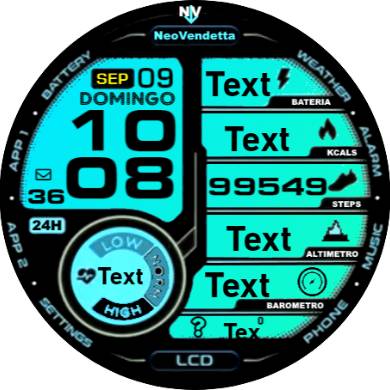 NV
NeoVendetta
BATTERY
WEATHER
SEP 09
DOMINGO
10
08
36
24H
Text
BATERIA
Text
KCALS
99549
STEPS
Text
ALTIMETRO
Text
BAROMETRO
? Tex0
APP 1
ALARM
APP 2
MUSIC
LOW
Text
HIGH
SETTINGS
PHONE
LCD